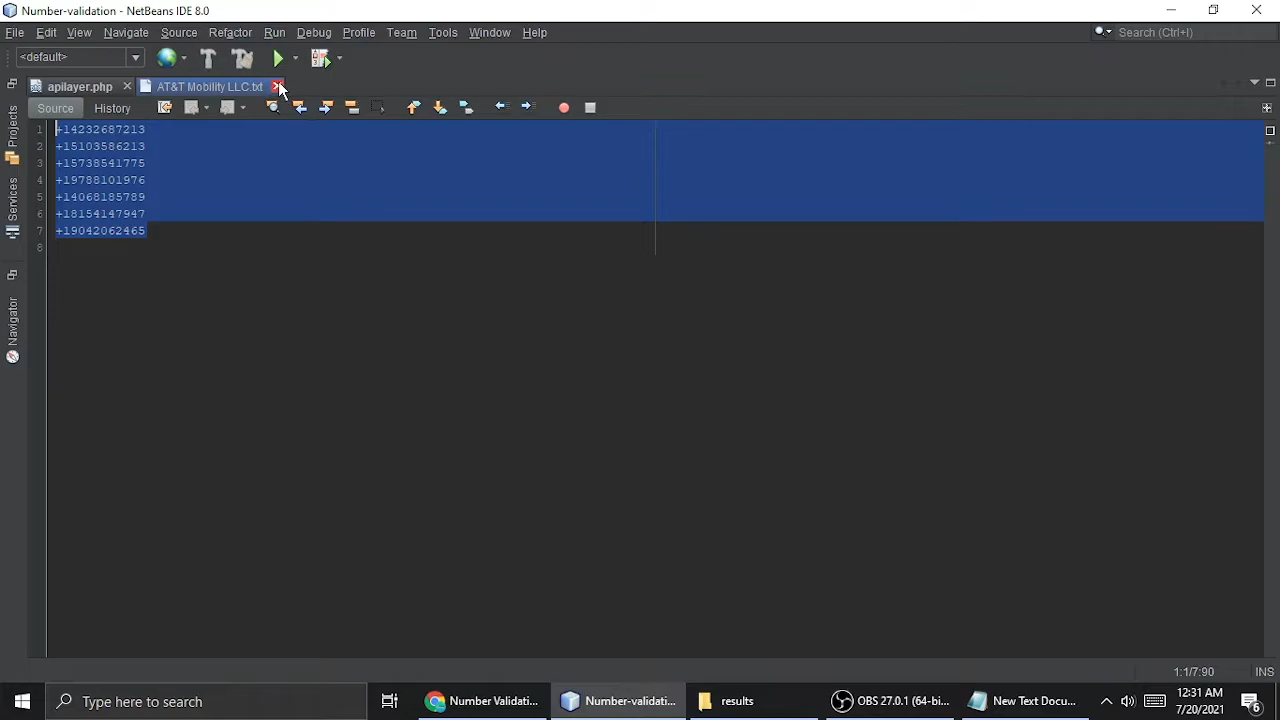 Number-validation - NetBeans IDE 8.0
File Edit View Navigate Source Refactor Run Debug Profile Team Tools Window Help
Search (Ctrl+I)
<default>
apilayer.php
AT&T Mobility LLC.txt
Source History
Projects
Services
Navigator
1 +14232687213
2 +15103586213
3 +15738541775
4 +19788101976
5 +14068185789
6 +18154147947
7 +19042062465
8
1:1/7:90 INS
Type here to search
Number Validati...
Number-validati...
results
OBS 27.0.1 (64-bi...
New Text Docu...
12:31 AM
7/20/2021
6